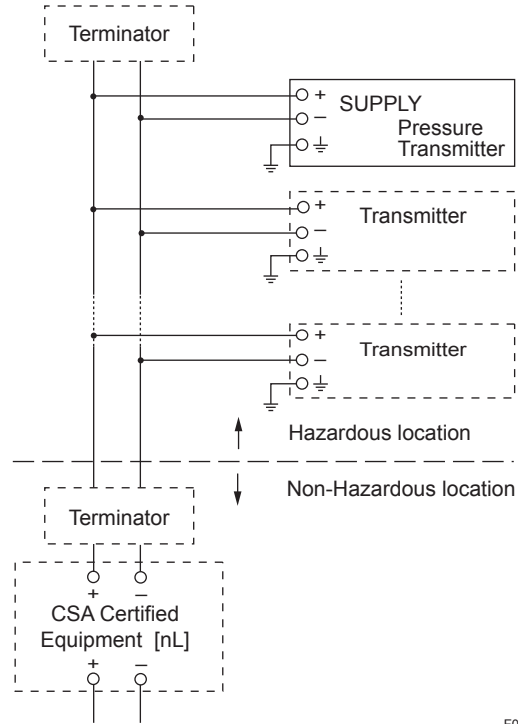 Terminator
+
SUPPLY
−
Pressure
Transmitter
+
Transmitter
−
+
Transmitter
−
Hazardous location
Non-Hazardous location
Terminator
+ −
CSA Certified
Equipment [nL]
+ −